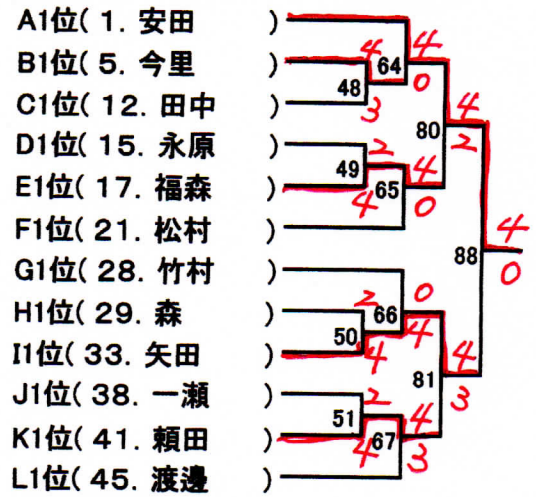 A1位( 1. 安田 )
B1位( 5. 今里 )
C1位( 12. 田中 )
D1位( 15. 永原 )
E1位( 17. 福森 )
F1位( 21. 松村 )
G1位( 28. 竹村 )
H1位( 29. 森 )
I1位( 33. 矢田 )
J1位( 38. 一瀬 )
K1位( 41. 頼田 )
L1位( 45. 渡邊 )
4
48
3
2
49
4
2
50
4
2
51
4
4
64
0
4
65
0
0
66
4
4
67
3
4
80
2
4
81
3
4
88
0